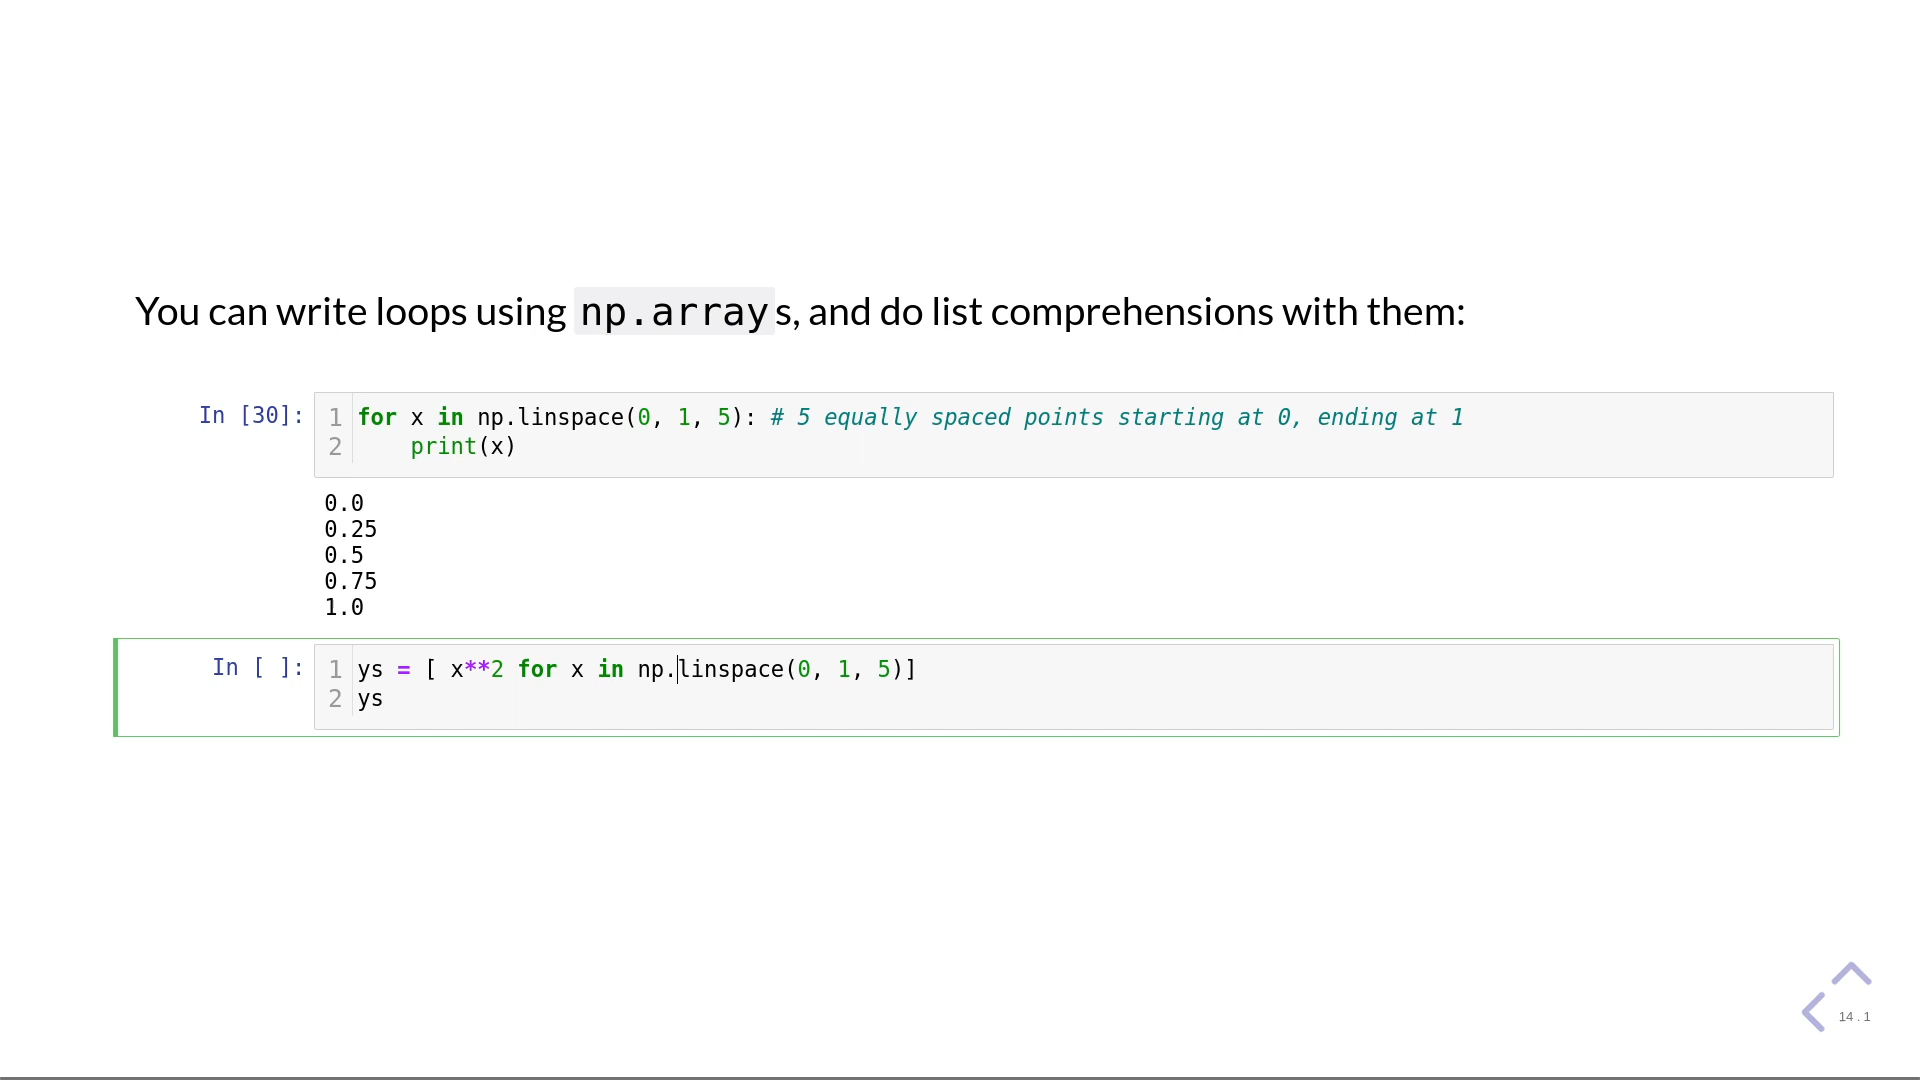 You can write loops using np.arrays, and do list comprehensions with them:
In [30]: 1 for x in np.linspace(0, 1, 5): # 5 equally spaced points starting at 0, ending at 1
2     print(x)
0.0
0.25
0.5
0.75
1.0
In [ ]: 1 ys = [ x**2 for x in np.linspace(0, 1, 5)]
2 ys
14 . 1